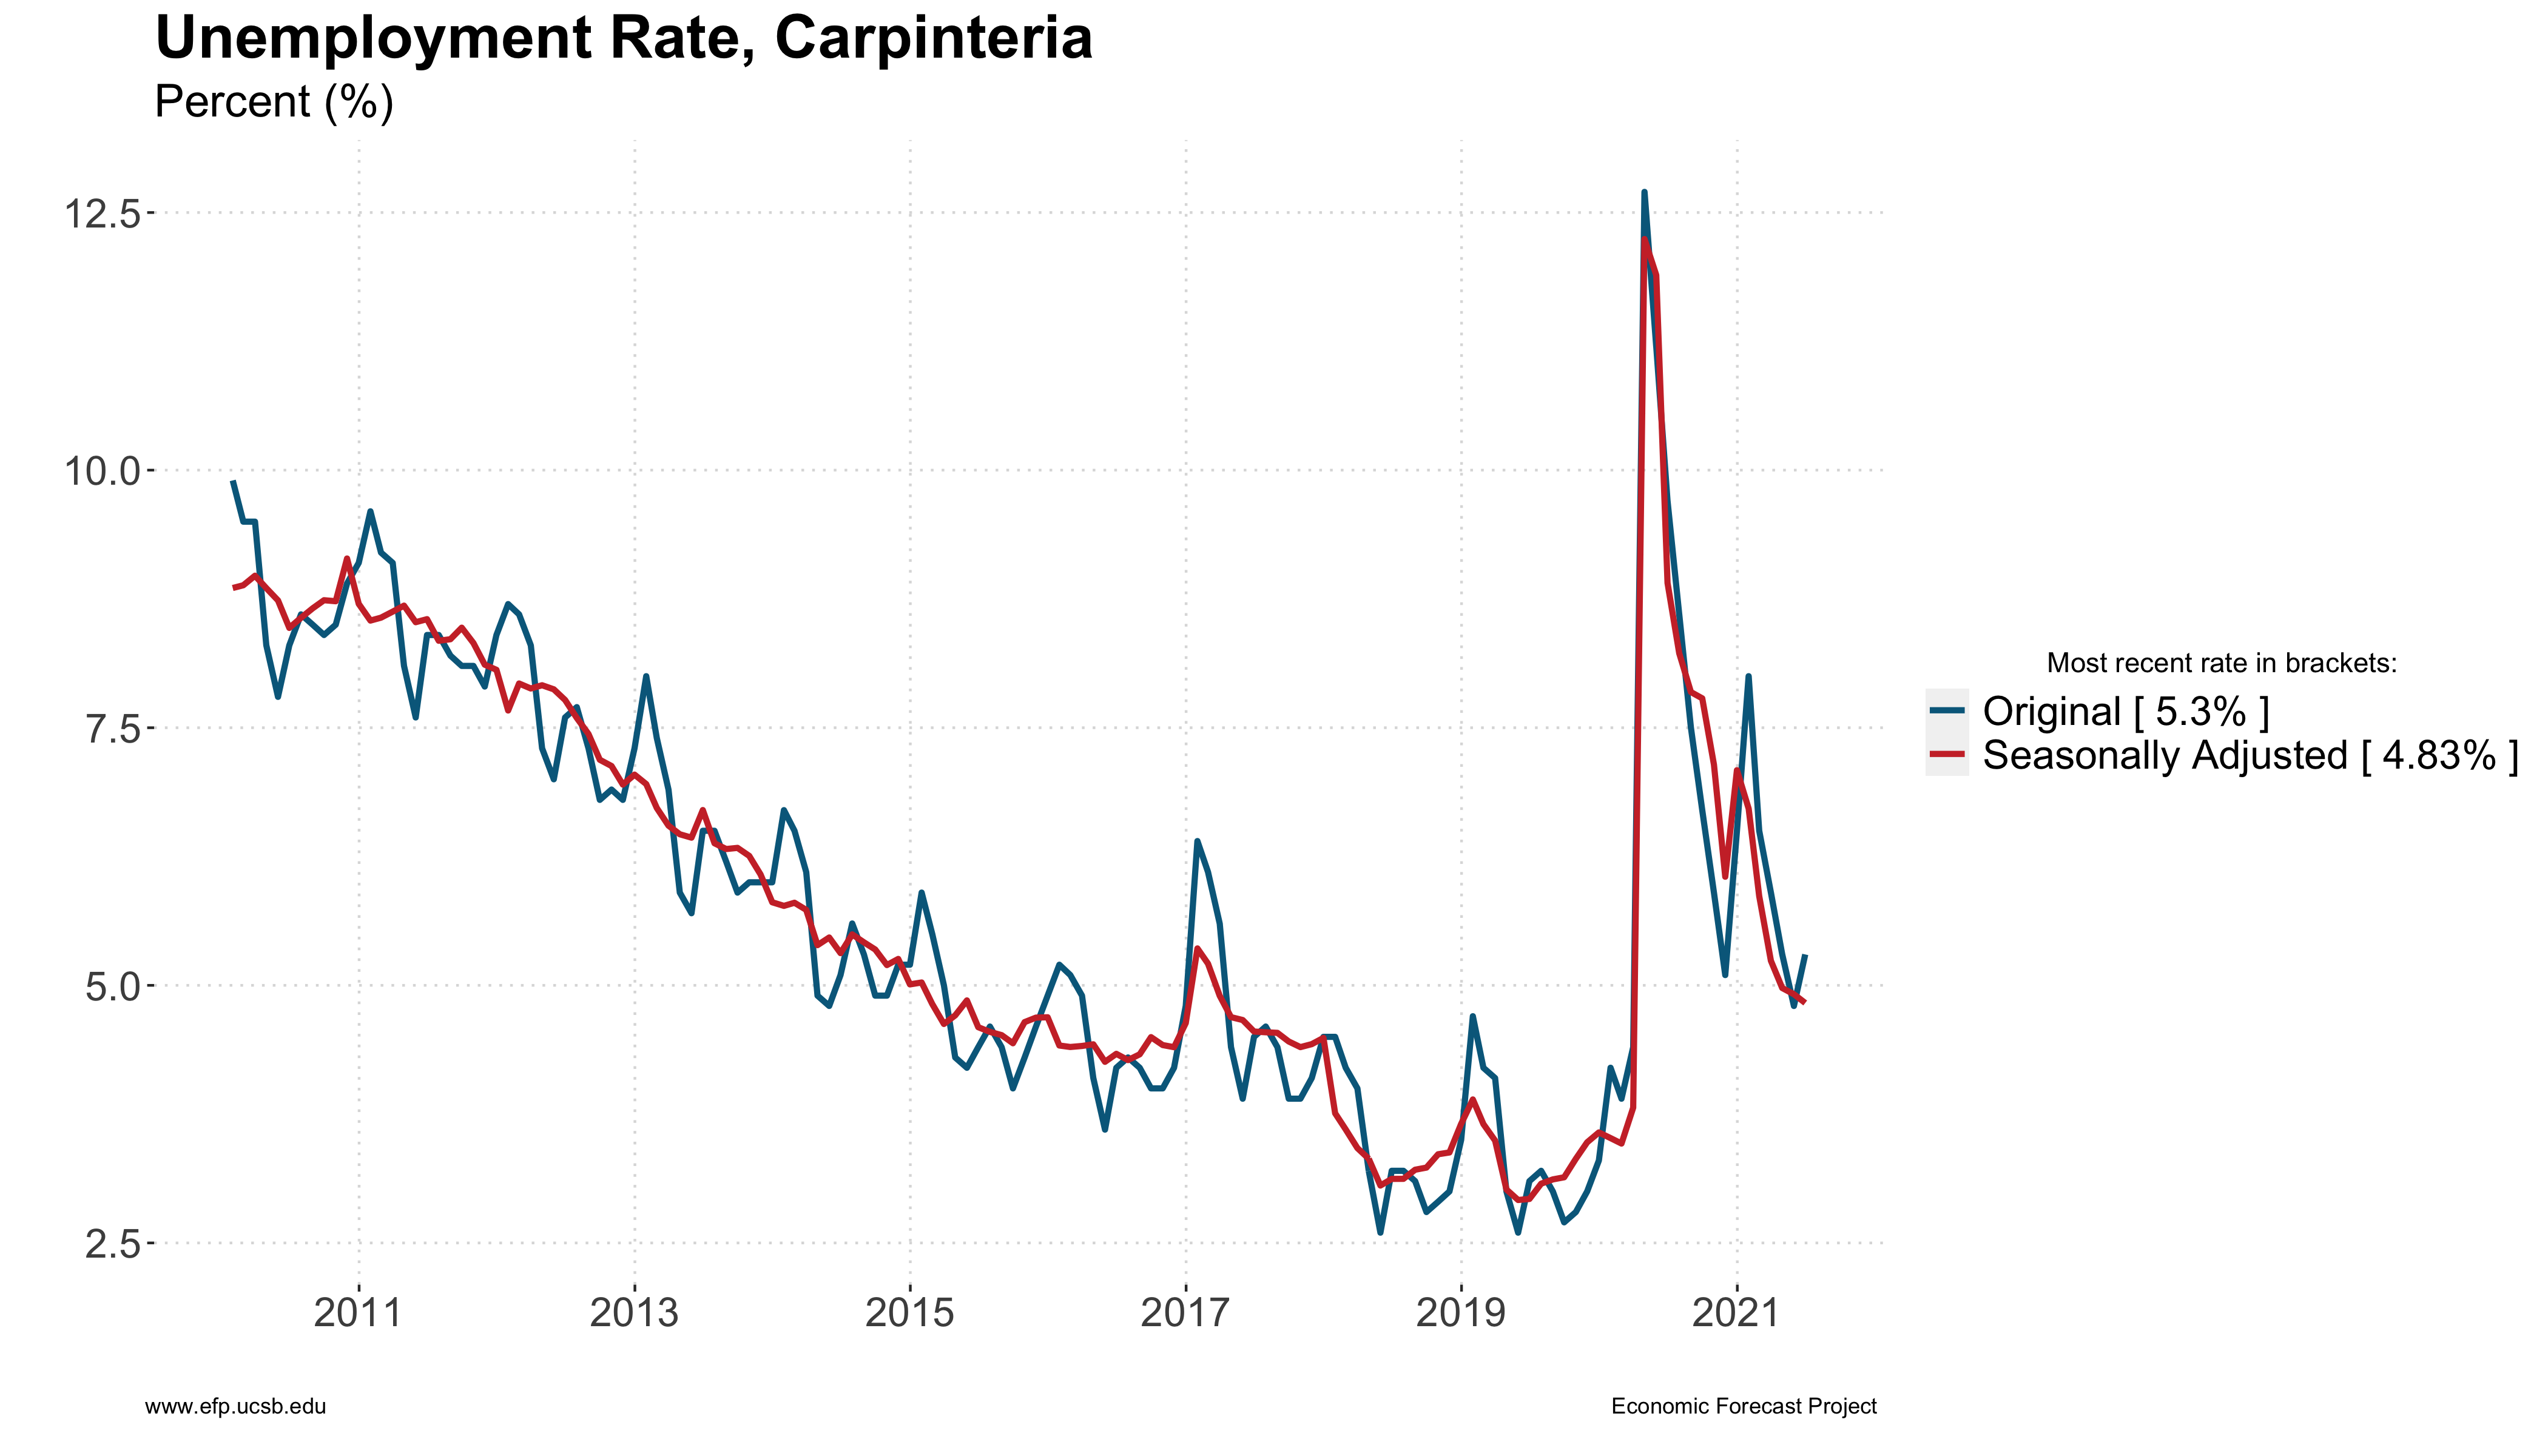 Unemployment Rate, Carpinteria
Percent (%)
12.5
10.0
7.5
5.0
2.5
2011 2013 2015 2017 2019 2021
Most recent rate in brackets:
Original [ 5.3% ]
Seasonally Adjusted [ 4.83% ]
www.efp.ucsb.edu
Economic Forecast Project